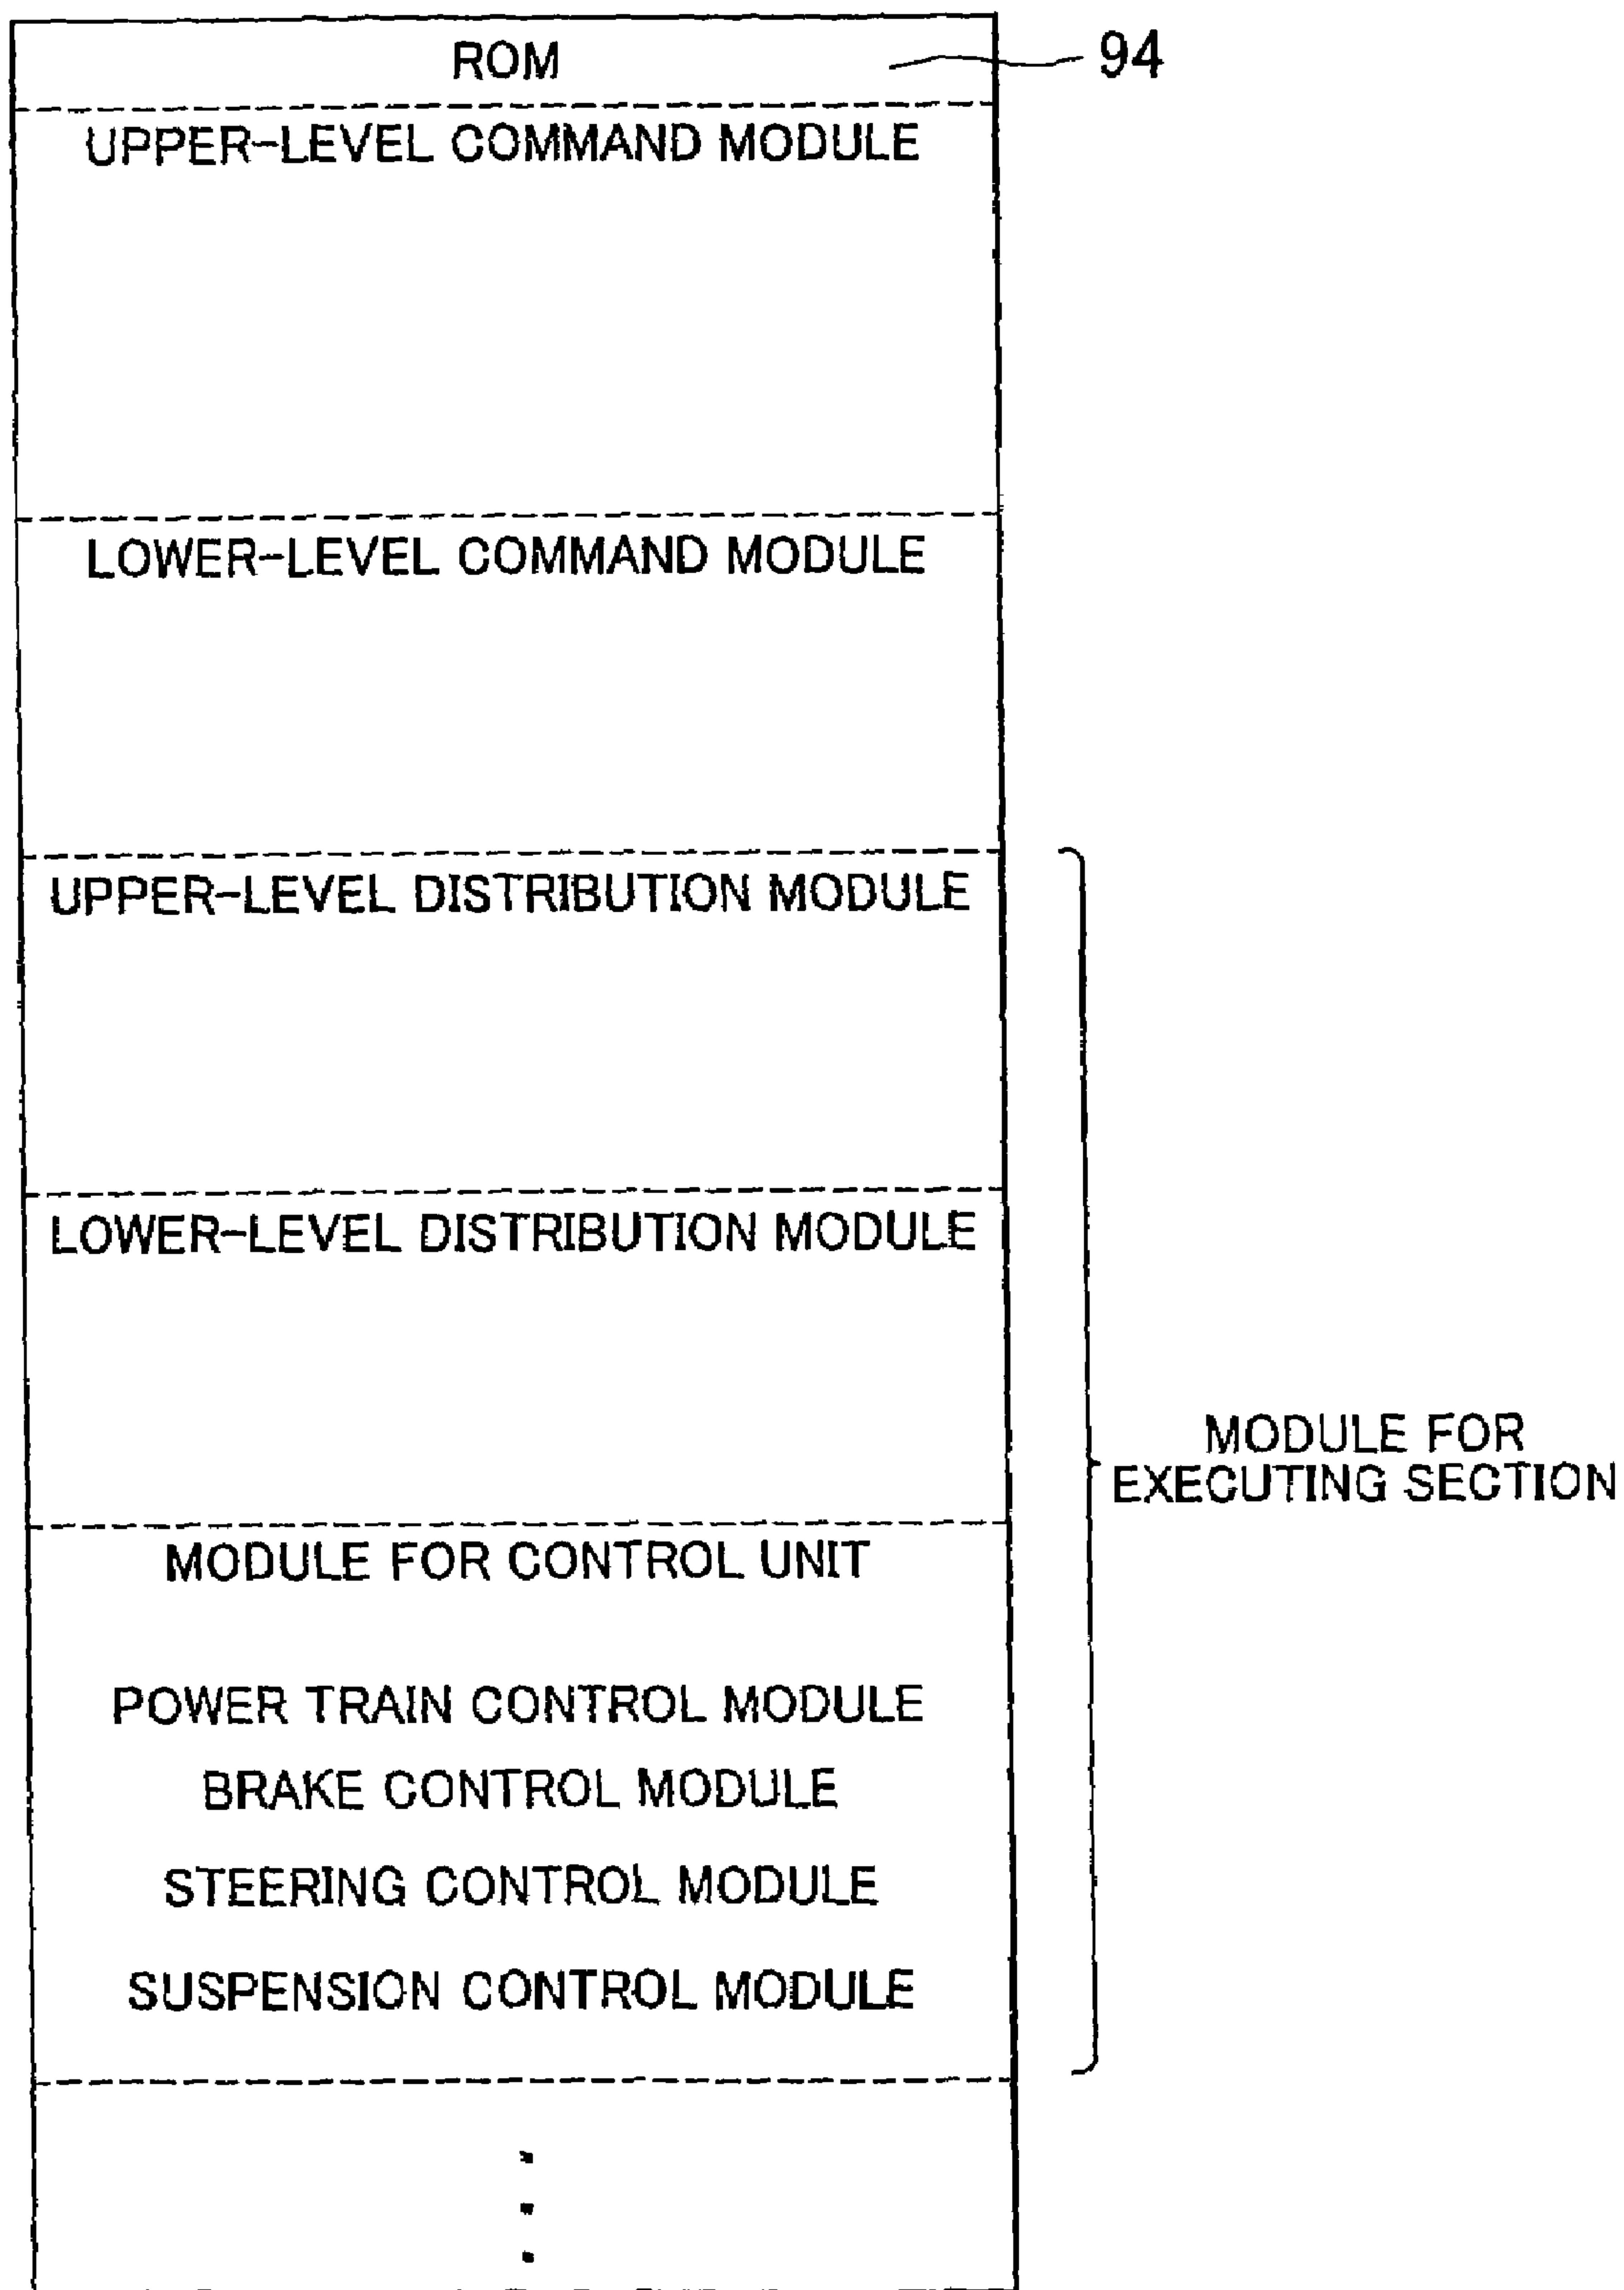 ROM 94
UPPER-LEVEL COMMAND MODULE
LOWER-LEVEL COMMAND MODULE
UPPER-LEVEL DISTRIBUTION MODULE
LOWER-LEVEL DISTRIBUTION MODULE
MODULE FOR
EXECUTING SECTION
MODULE FOR CONTROL UNIT
POWER TRAIN CONTROL MODULE
BRAKE CONTROL MODULE
STEERING CONTROL MODULE
SUSPENSION CONTROL MODULE